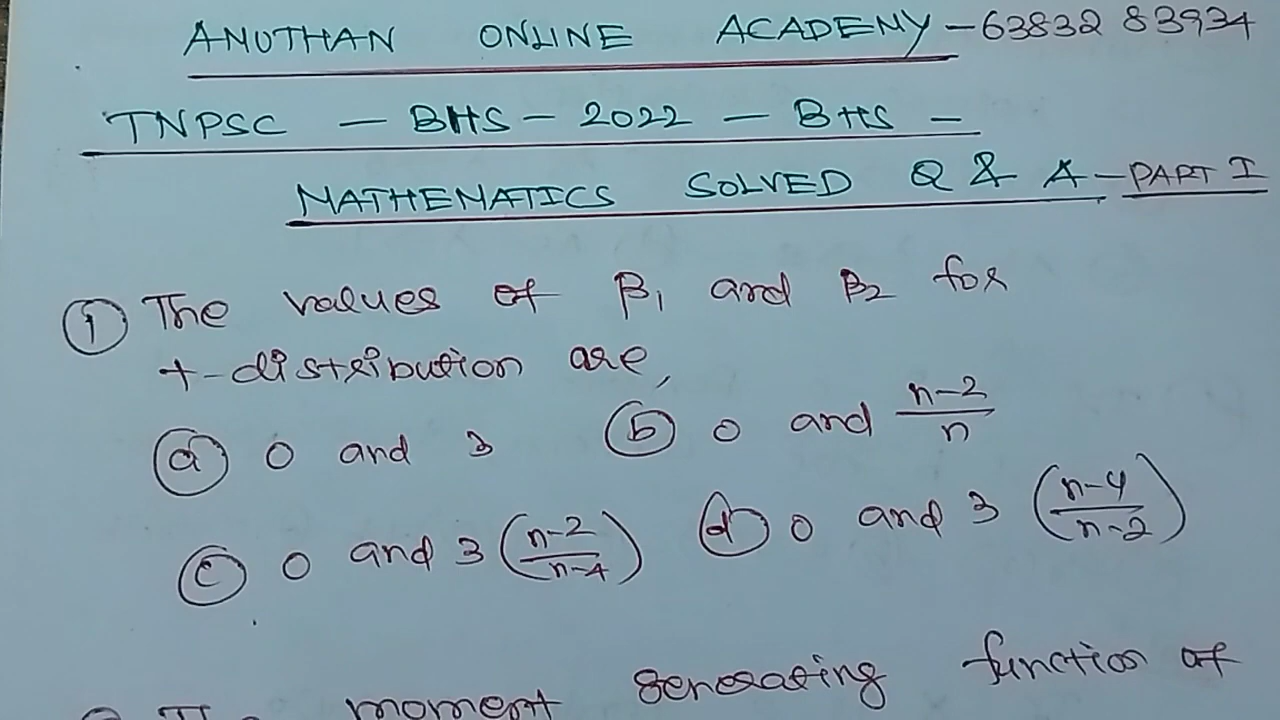 ANUTHAN ONLINE ACADEMY - 63832 83934
TNPSC - BHS - 2022 - BHS -
MATHEMATICS SOLVED Q & A - PART I
① The values of β₁ and β₂ for
t-distribution are,
ⓐ 0 and 3 ⓑ 0 and (n-2)/n
ⓒ 0 and 3 ((n-2)/(n-4)) ⓓ 0 and 3 ((n-4)/(n-2))
moment generating function of